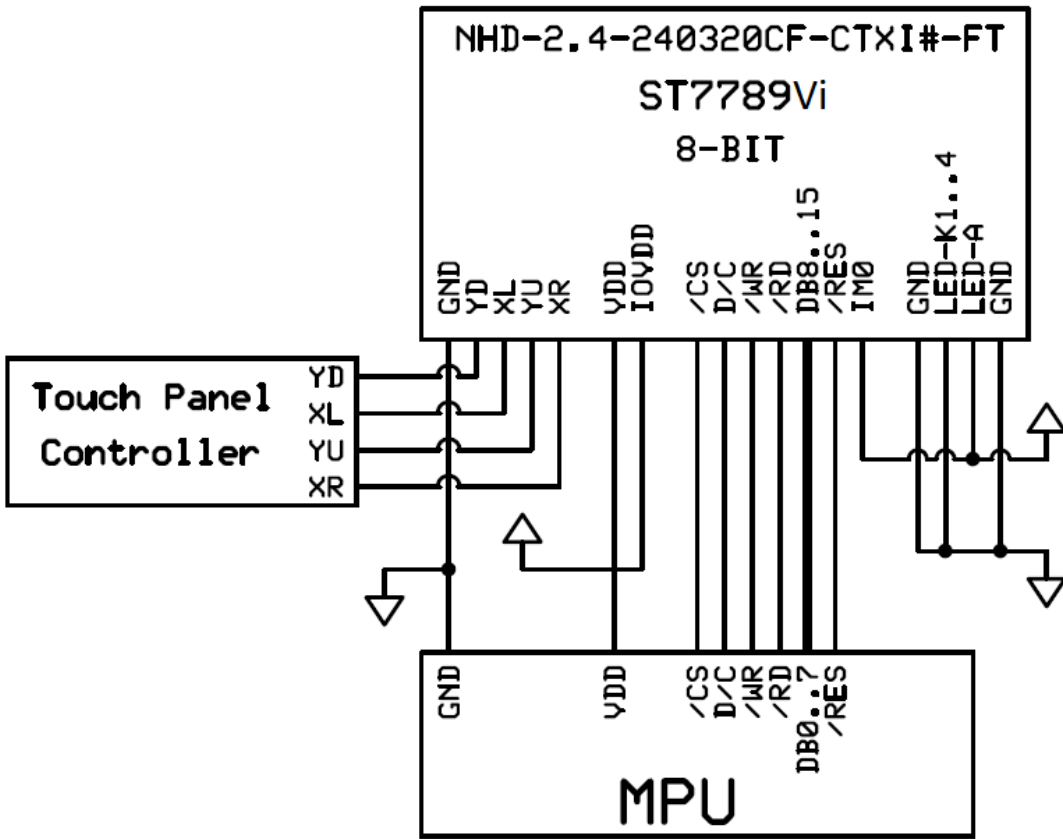 NHD-2.4-240320CF-CTXI#-FT
ST7789Vi
8-BIT
GND
YD
XL
YU
XR
VDD
IOVDD
/CS
D/C
/WR
/RD
DB8..15
/RES
IM0
GND
LED-K1..4
LED-A
GND
Touch Panel
Controller
YD
XL
YU
XR
GND
VDD
/CS
D/C
/WR
/RD
DB0..7
/RES
MPU